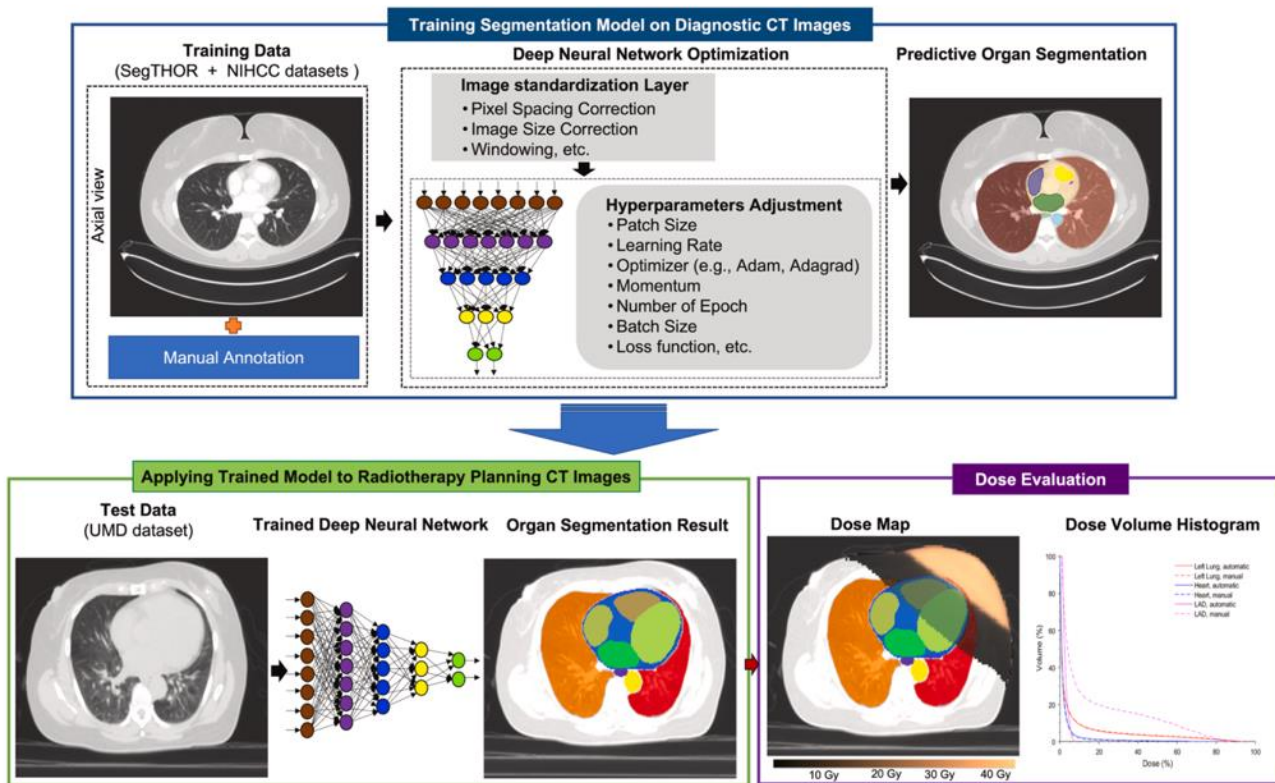 Training Segmentation Model on Diagnostic CT Images
Training Data
(SegTHOR + NIHCC datasets )
Axial view
Manual Annotation
Deep Neural Network Optimization
Image standardization Layer
• Pixel Spacing Correction
• Image Size Correction
• Windowing, etc.
Hyperparameters Adjustment
• Patch Size
• Learning Rate
• Optimizer (e.g., Adam, Adagrad)
• Momentum
• Number of Epoch
• Batch Size
• Loss function, etc.
Predictive Organ Segmentation
Applying Trained Model to Radiotherapy Planning CT Images
Test Data
(UMD dataset)
Trained Deep Neural Network
Organ Segmentation Result
Dose Evaluation
Dose Map
10 Gy 20 Gy 30 Gy 40 Gy
Dose Volume Histogram
Left Lung, automatic
Left Lung, manual
Heart, automatic
Heart, manual
LAD, automatic
LAD, manual
Volume (%)
100
80
60
40
20
0
0 20 40 60 80 100
Dose (%)